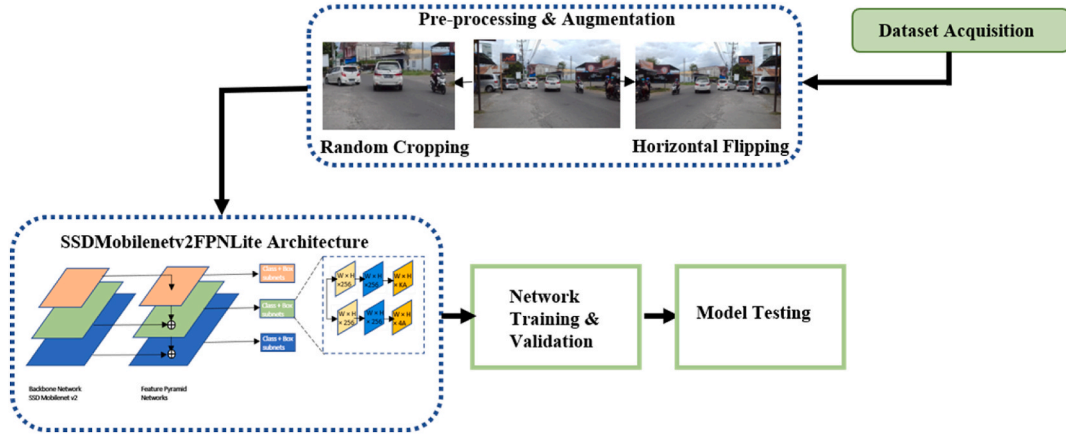 Pre-processing & Augmentation
Dataset Acquisition
Random Cropping
Horizontal Flipping
SSDMobilenetv2FPNLite Architecture
Class + Box
subnets
Class + Box
subnets
Class + Box
subnets
W × H
×256
W × H
×256
W × H
× KA
W × H
× 256
W × H
× 256
W × H
× 4A
Backbone Network
SSD Mobilenet v2
Feature Pyramid
Networks
Network
Training &
Validation
Model Testing